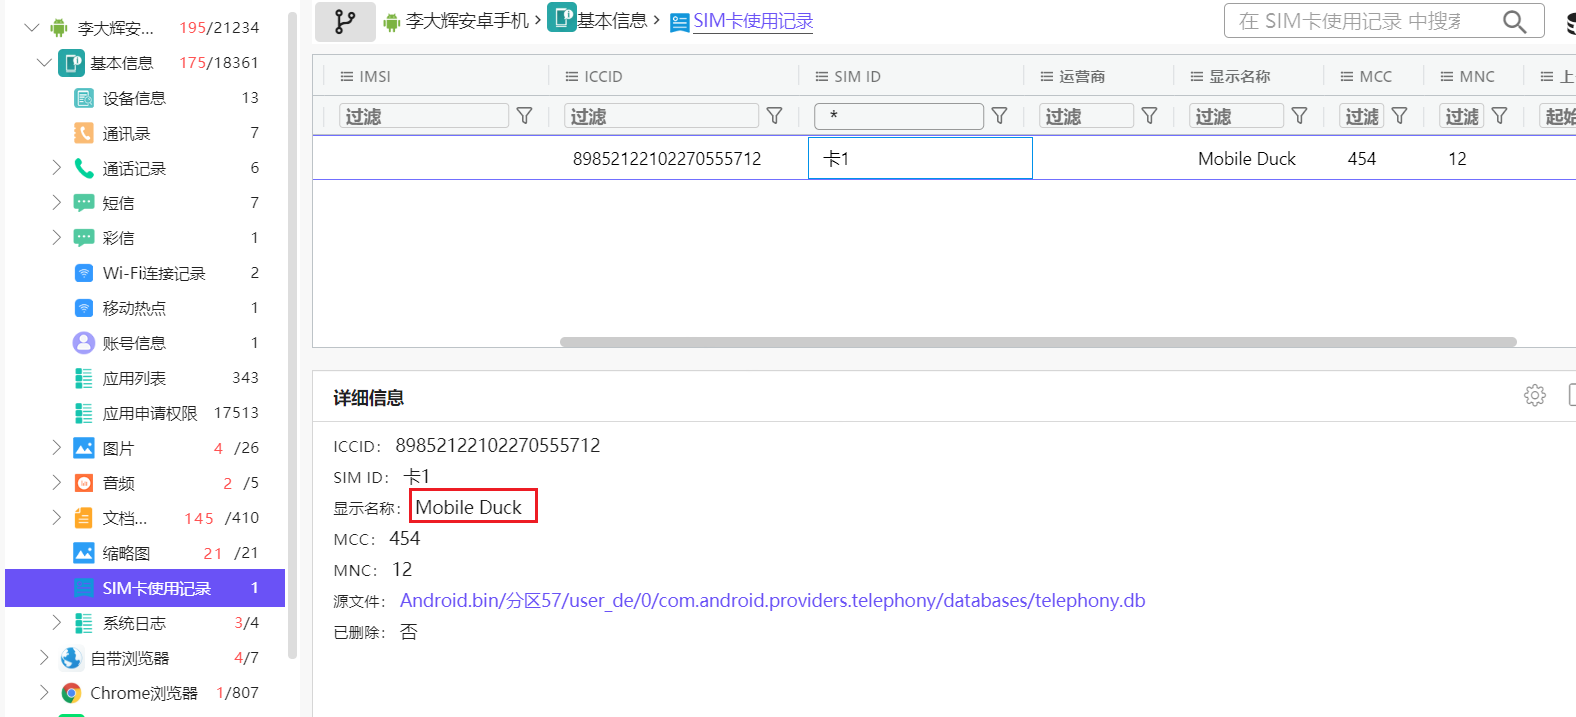 李大辉安... 195/21234
基本信息 175/18361
设备信息 13
通讯录 7
通话记录 6
短信 7
彩信 1
Wi-Fi连接记录 2
移动热点 1
账号信息 1
应用列表 343
应用申请权限 17513
图片 4 /26
音频 2 /5
文档... 145 /410
缩略图 21 /21
SIM卡使用记录 1
系统日志 3/4
自带浏览器 4/7
Chrome浏览器 1/807
李大辉安卓手机 › 基本信息 › SIM卡使用记录
在 SIM卡使用记录 中搜索
IMSI ICCID SIM ID 运营商 显示名称 MCC MNC 上
过滤 过滤 * 过滤 过滤 过滤 过滤 起始
89852122102270555712 卡1 Mobile Duck 454 12
详细信息
ICCID: 89852122102270555712
SIM ID: 卡1
显示名称: Mobile Duck
MCC: 454
MNC: 12
源文件: Android.bin/分区57/user_de/0/com.android.providers.telephony/databases/telephony.db
已删除: 否